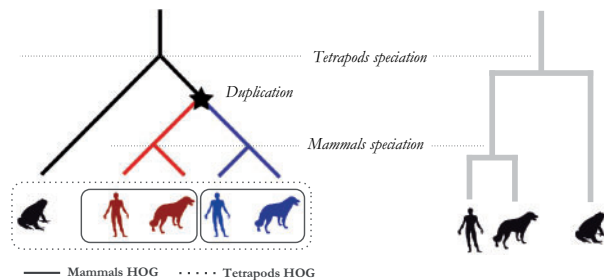 Tetrapods speciation
Duplication
Mammals speciation
Mammals HOG
Tetrapods HOG